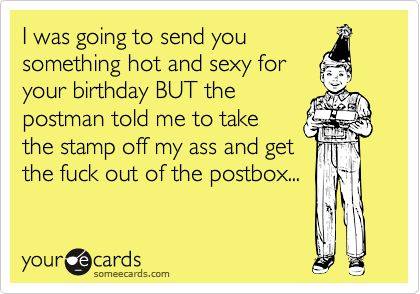 I was going to send you
something hot and sexy for
your birthday BUT the
postman told me to take
the stamp off my ass and get
the fuck out of the postbox...
your e cards
someecards.com